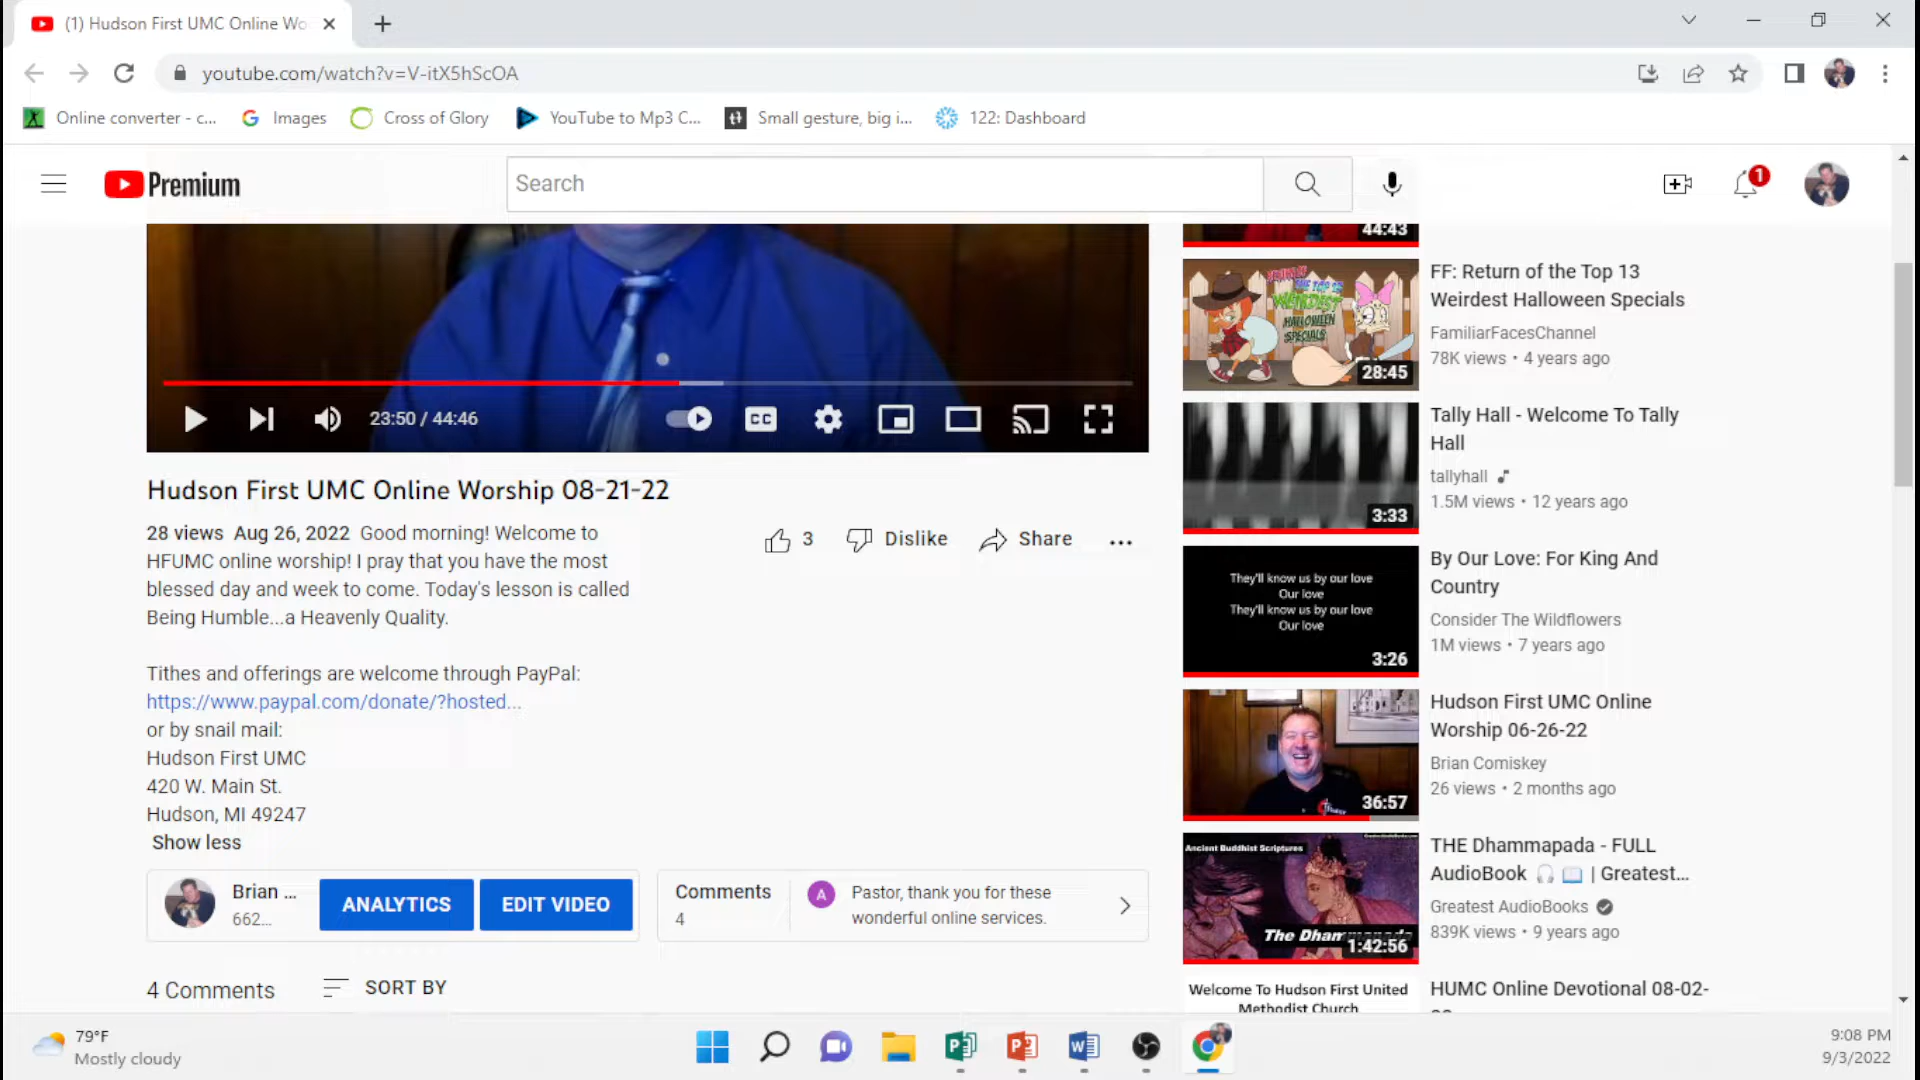 (1) Hudson First UMC Online Wo
youtube.com/watch?v=V-itX5hScOA
Online converter - c...
Images
Cross of Glory
YouTube to Mp3 C...
Small gesture, big i...
122: Dashboard
Premium
Search
1
44:43
28:45
FF: Return of the Top 13
Weirdest Halloween Specials
FamiliarFacesChannel
78K views • 4 years ago
23:50 / 44:46
CC
3:33
Tally Hall - Welcome To Tally
Hall
tallyhall
1.5M views • 12 years ago
Hudson First UMC Online Worship 08-21-22
28 views Aug 26, 2022 Good morning! Welcome to
HFUMC online worship! I pray that you have the most
blessed day and week to come. Today's lesson is called
Being Humble...a Heavenly Quality.
3
Dislike
Share
Tithes and offerings are welcome through PayPal:
https://www.paypal.com/donate/?hosted...
or by snail mail:
Hudson First UMC
420 W. Main St.
Hudson, MI 49247
Show less
They'll know us by our love
Our love
They'll know us by our love
Our love
3:26
By Our Love: For King And
Country
Consider The Wildflowers
1M views • 7 years ago
36:57
Hudson First UMC Online
Worship 06-26-22
Brian Comiskey
26 views • 2 months ago
Ancient Buddhist Scriptures
1:42:56
THE Dhammapada - FULL
AudioBook 🎧 📖 | Greatest...
Greatest AudioBooks
839K views • 9 years ago
Brian ...
662...
ANALYTICS
EDIT VIDEO
Comments
4
A
Pastor, thank you for these
wonderful online services.
4 Comments
SORT BY
Welcome To Hudson First United
Methodist Church
HUMC Online Devotional 08-02-
79°F
Mostly cloudy
9:08 PM
9/3/2022